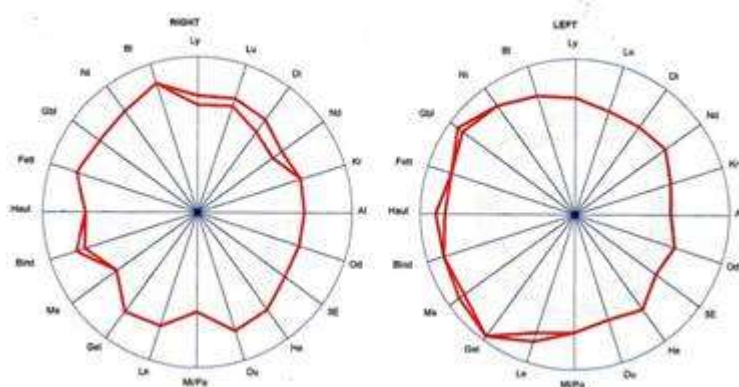 RIGHT
Ly
Lu
Di
Nd
Kr
Al
Od
SE
He
Du
Mi/Pa
Le
Gel
Ma
Bind
Haut
Fett
Gbl
Ni
Bl
LEFT
Ly
Lu
Di
Nd
Kr
Od
SE
He
Du
Mi/Pa
Le
Gel
Ma
Bind
Haut
Fett
Gbl
Ni
Bl